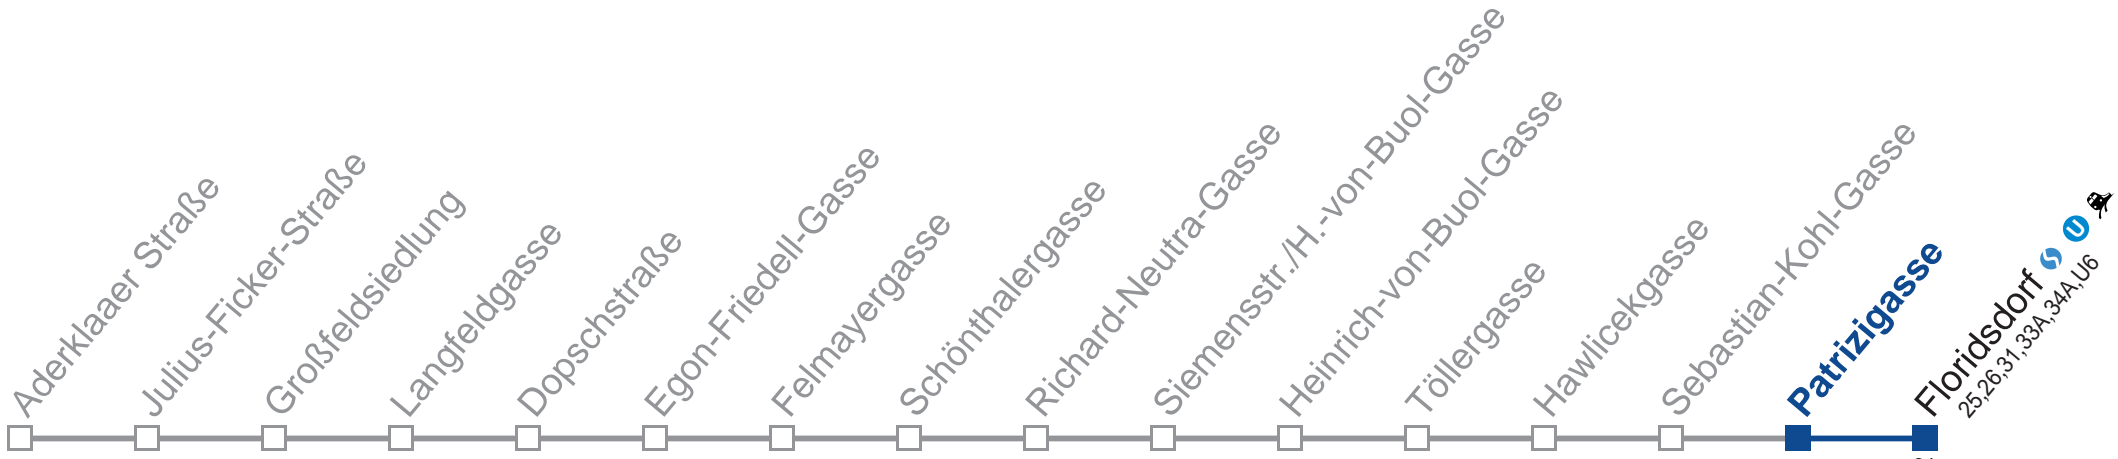 Aderklaaer Straße
Julius-Ficker-Straße
Großfeldsiedlung
Langfeldgasse
Dopschstraße
Egon-Friedell-Gasse
Felmayergasse
Schönthalergasse
Richard-Neutra-Gasse
Siemensstr./H.-von-Buol-Gasse
Heinrich-von-Buol-Gasse
Töllergasse
Hawlicekgasse
Sebastian-Kohl-Gasse
Patrizigasse
Floridsdorf S U
25,26,31,33A,34A,U6